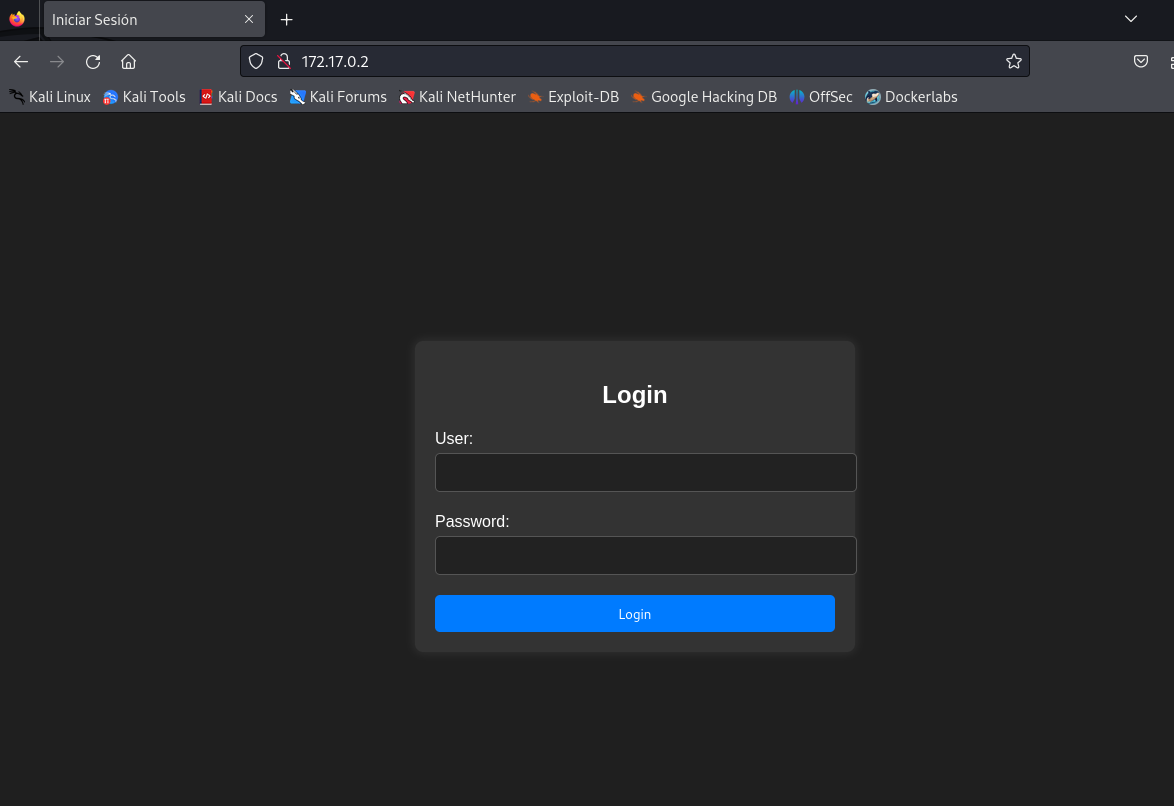 Iniciar Sesión
172.17.0.2
Kali Linux Kali Tools Kali Docs Kali Forums Kali NetHunter Exploit-DB Google Hacking DB OffSec Dockerlabs
Login
User:
Password:
Login